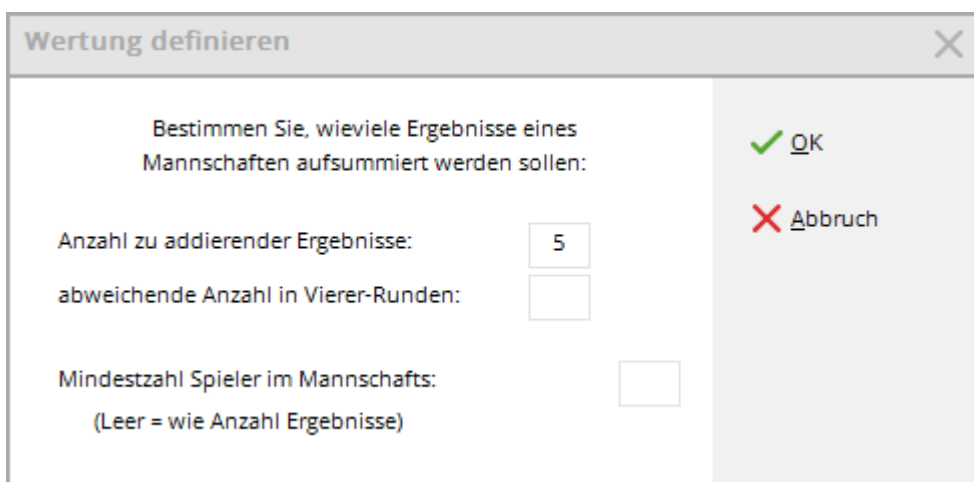 Wertung definieren
Bestimmen Sie, wieviele Ergebnisse eines
Mannschaften aufsummiert werden sollen:
OK
Abbruch
Anzahl zu addierender Ergebnisse: 5
abweichende Anzahl in Vierer-Runden:
Mindestzahl Spieler im Mannschafts:
(Leer = wie Anzahl Ergebnisse)